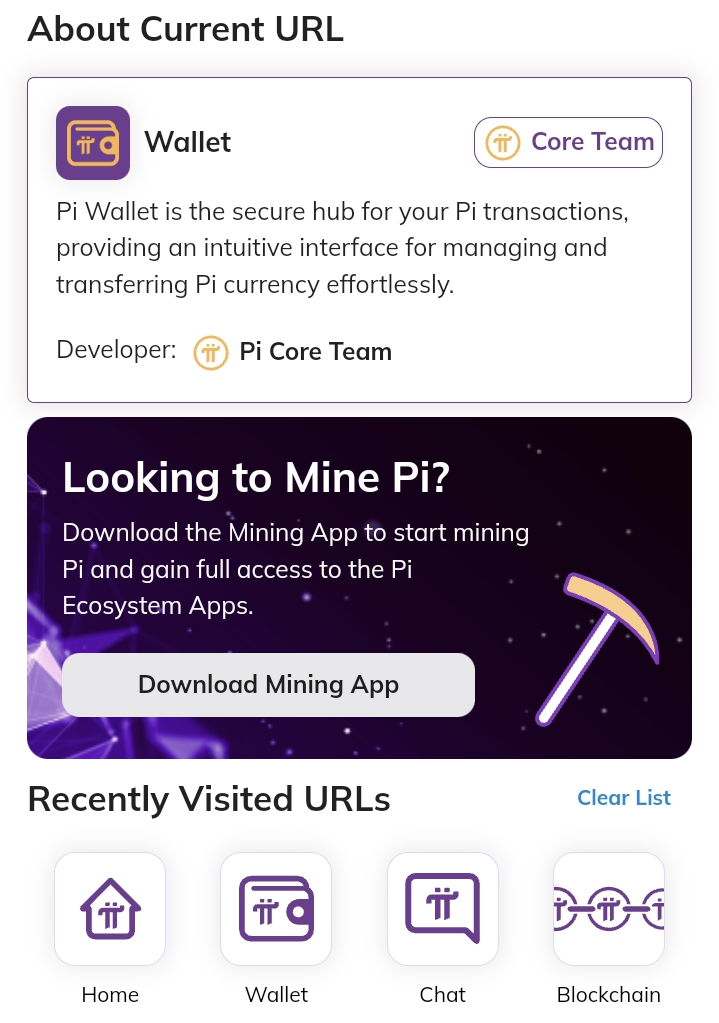 About Current URL
Wallet
Core Team
Pi Wallet is the secure hub for your Pi transactions,
providing an intuitive interface for managing and
transferring Pi currency effortlessly.
Developer: Pi Core Team
Looking to Mine Pi?
Download the Mining App to start mining
Pi and gain full access to the Pi
Ecosystem Apps.
Download Mining App
Recently Visited URLs
Clear List
Home
Wallet
Chat
Blockchain